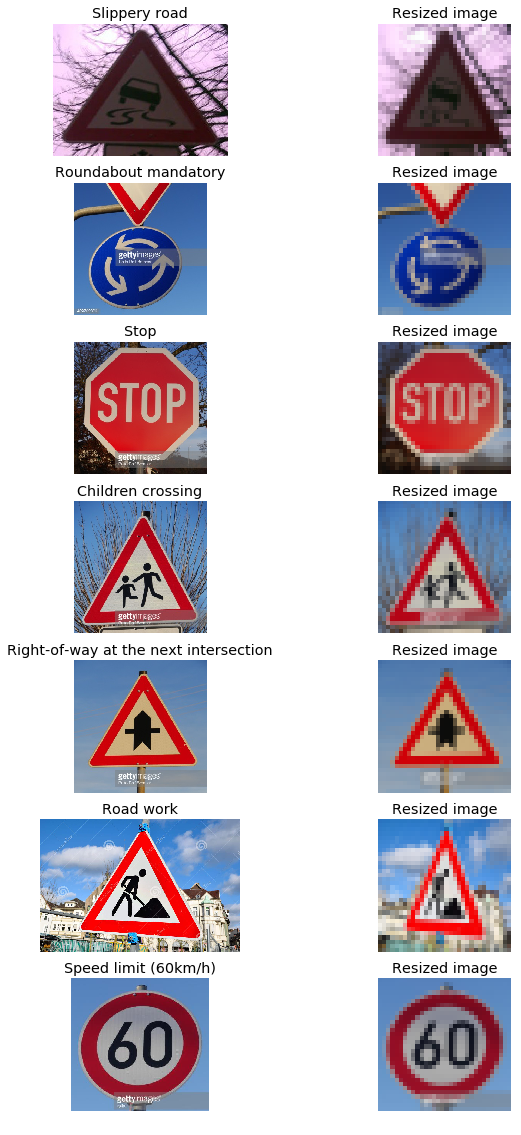 Slippery road
Resized image
Roundabout mandatory
Resized image
gettyimages
Stop
Resized image
STOP
STOP
gettyimages
Children crossing
Resized image
gettyimages
Right-of-way at the next intersection
Resized image
gettyimages
Road work
Resized image
Speed limit (60km/h)
Resized image
60
60
gettyimages